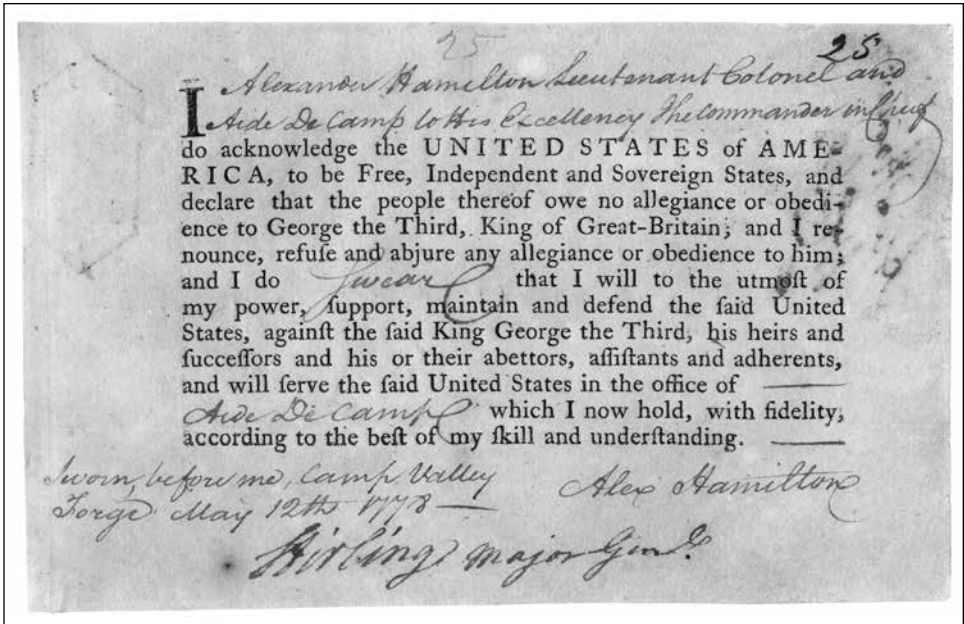 25 25
I Alexander Hamilton Lieutenant Colonel and
Aide De Camp to His Excellency The Commander in Chief
do acknowledge the UNITED STATES of AME-
RICA, to be Free, Independent and Sovereign States, and
declare that the people thereof owe no allegiance or obedi-
ence to George the Third, King of Great-Britain; and I re-
nounce, refuſe and abjure any allegiance or obedience to him;
and I do Swear that I will to the utmoſt of
my power, ſupport, maintain and defend the ſaid United
States, againſt the ſaid King George the Third, his heirs and
ſucceſſors and his or their abettors, aſſiſtants and adherents,
and will ſerve the ſaid United States in the office of ——
Aide De Camp which I now hold, with fidelity,
according to the beſt of my ſkill and underſtanding. ——
Sworn, before me, Camp Valley
Forge May 12th 1778 —
Alex Hamilton
Stirling, Major Genl.